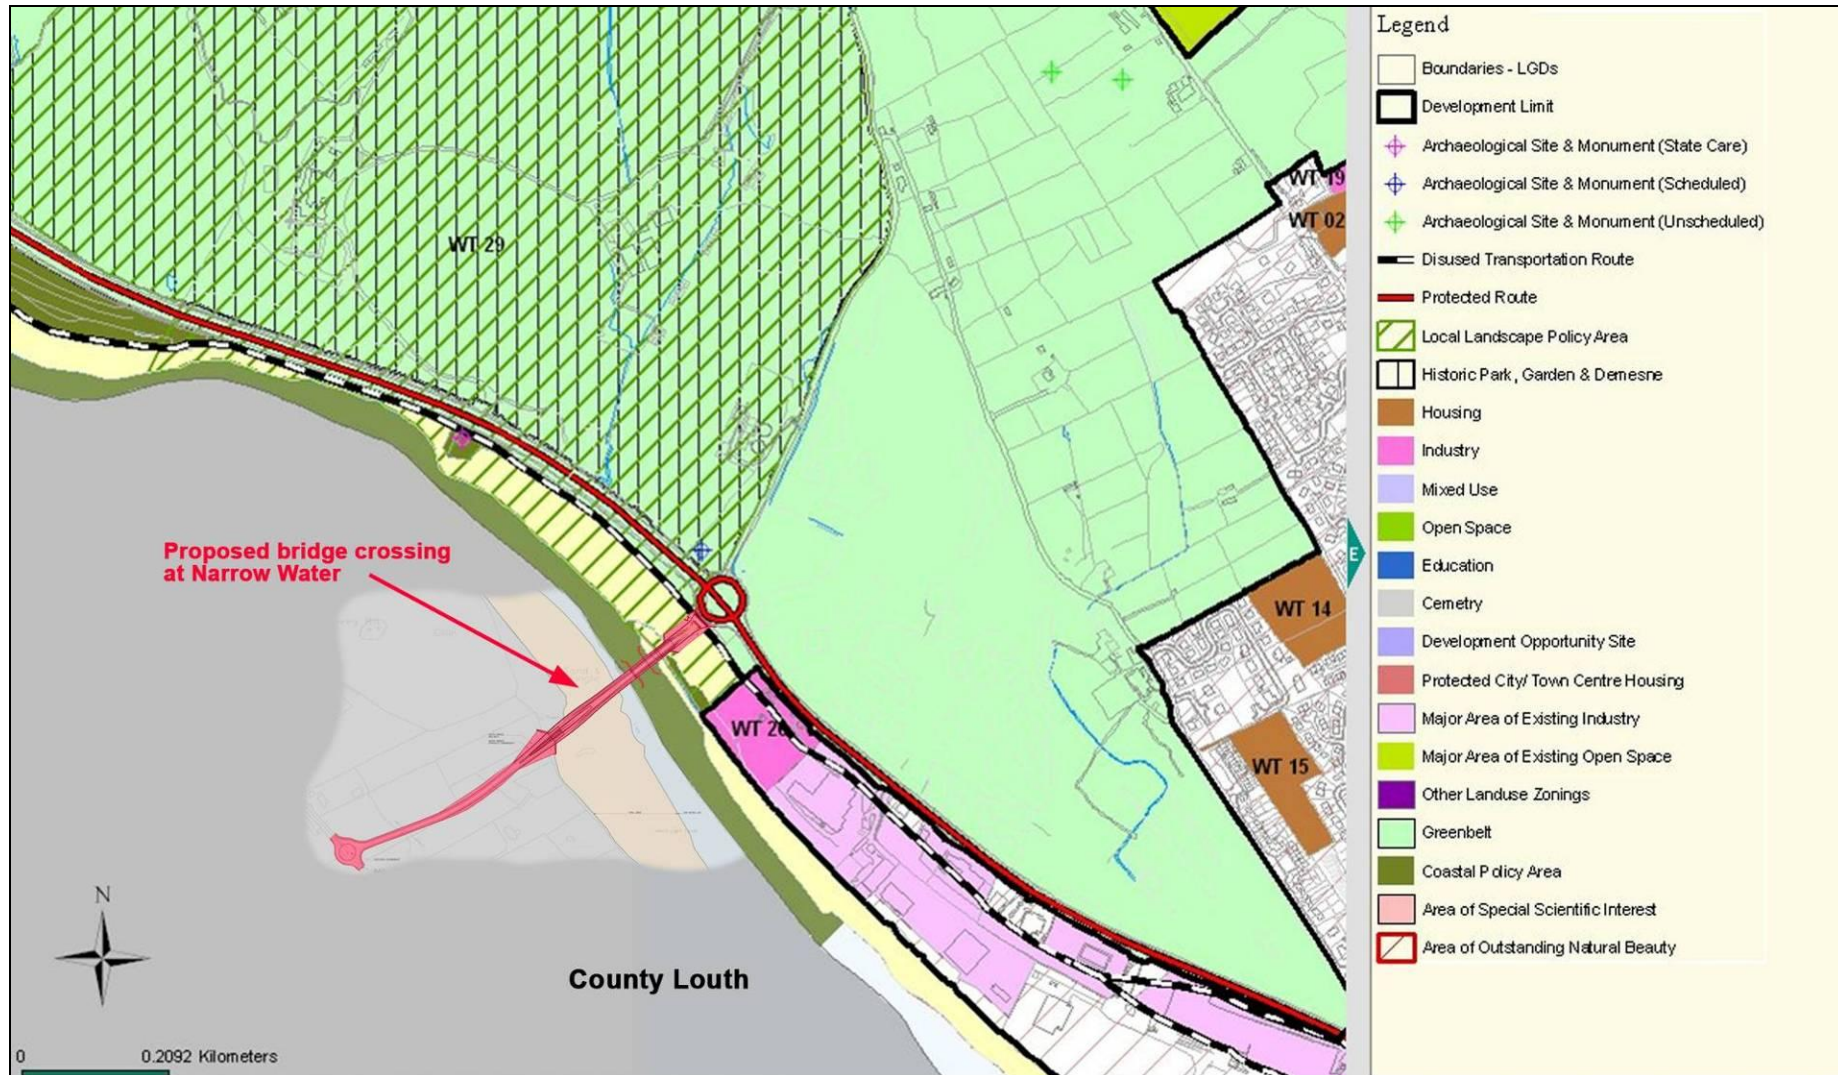 WT 29
WT 19
WT 02
Proposed bridge crossing
at Narrow Water
WT 14
WT 15
E
N
County Louth
0
0.2092 Kilometers
Legend
Boundaries - LGDs
Development Limit
Archaeological Site & Monument (State Care)
Archaeological Site & Monument (Scheduled)
Archaeological Site & Monument (Unscheduled)
Disused Transportation Route
Protected Route
Local Landscape Policy Area
Historic Park, Garden & Demesne
Housing
Industry
Mixed Use
Open Space
Education
Cemetry
Development Opportunity Site
Protected City/ Town Centre Housing
Major Area of Existing Industry
Major Area of Existing Open Space
Other Landuse Zonings
Greenbelt
Coastal Policy Area
Area of Special Scientific Interest
Area of Outstanding Natural Beauty